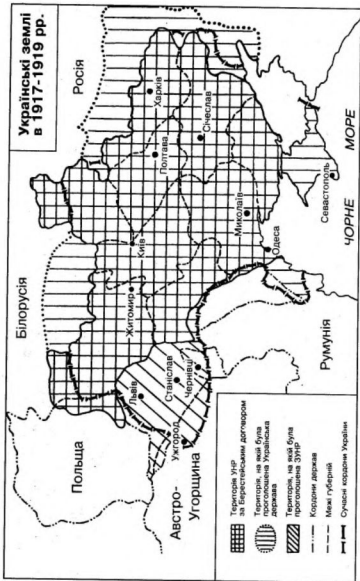 Українські землі
в 1917-1919 рр.
Росія
Білорусія
Польща
Австро-
Угорщина
Румунія
ЧОРНЕ
МОРЕ
Харків
Полтава
Січеслав
Київ
Житомир
Миколаїв
Одеса
Севастополь
Львів
Станіслав
Чернівці
Ужгород
Територія УНР
за Берестейським договором
Територія, на якій була
проголошена Українська
держава
Територія, на якій була
проголошена ЗУНР
Кордони держав
Межі губерній
Сучасні кордони України